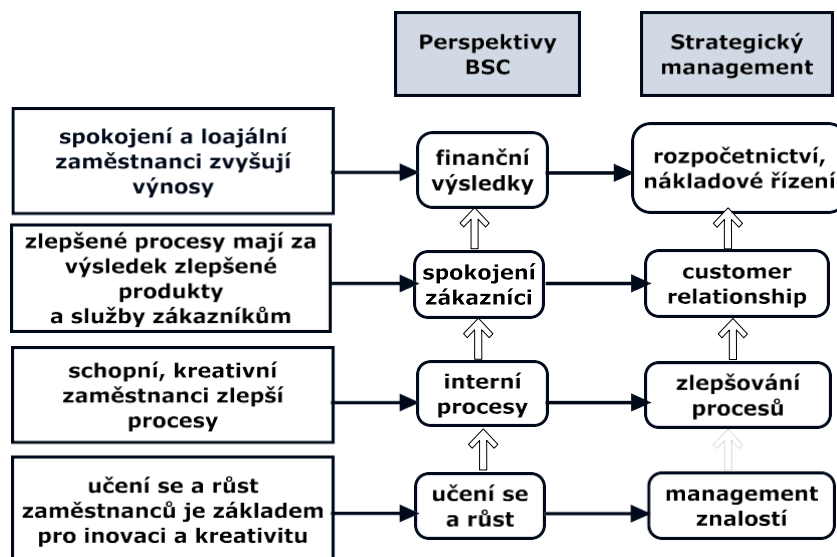 Perspektivy
BSC
Strategický
management
spokojení a loajální
zaměstnanci zvyšují
výnosy
finanční
výsledky
rozpočetnictví,
nákladové řízení
zlepšené procesy mají za
výsledek zlepšené
produkty
a služby zákazníkům
spokojení
zákazníci
customer
relationship
schopní, kreativní
zaměstnanci zlepší
procesy
interní
procesy
zlepšování
procesů
učení se a růst
zaměstnanců je základem
pro inovaci a kreativitu
učení se
a růst
management
znalostí